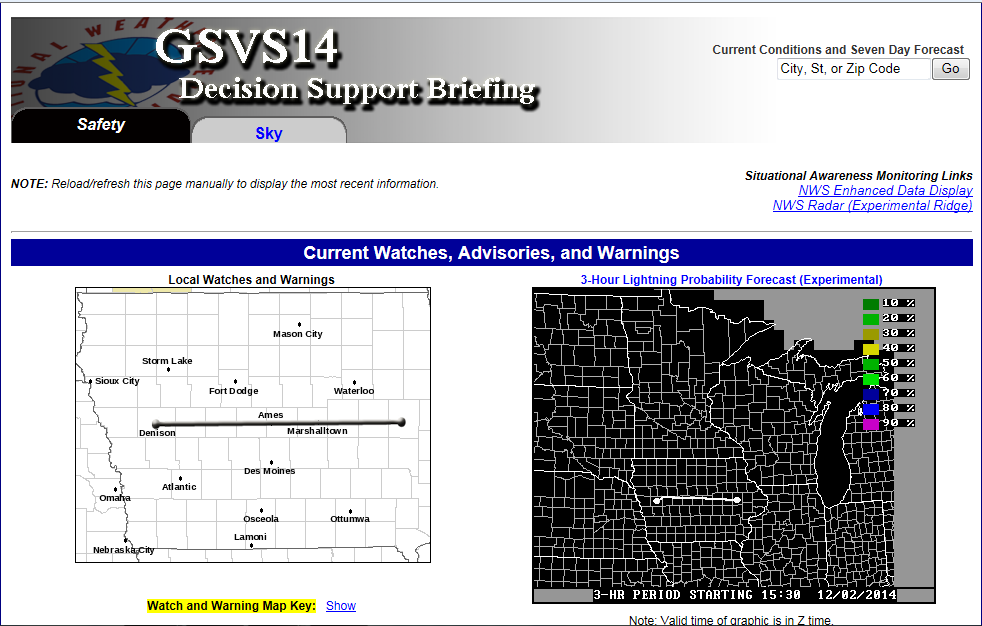 NATIONAL WEATHER
GSVS14
Decision Support Briefing
Current Conditions and Seven Day Forecast
City, St, or Zip Code
Go
Safety
Sky
NOTE: Reload/refresh this page manually to display the most recent information.
Situational Awareness Monitoring Links
NWS Enhanced Data Display
NWS Radar (Experimental Ridge)
Current Watches, Advisories, and Warnings
Local Watches and Warnings
Mason City
Storm Lake
Sioux City
Fort Dodge
Waterloo
Ames
Denison
Marshalltown
Des Moines
Atlantic
Omaha
Osceola
Ottumwa
Lamoni
Nebraska City
Watch and Warning Map Key: Show
3-Hour Lightning Probability Forecast (Experimental)
10 %
20 %
30 %
40 %
50 %
60 %
70 %
80 %
90 %
3-HR PERIOD STARTING 15:30 12/02/2014
Note: Valid time of graphic is in Z time.